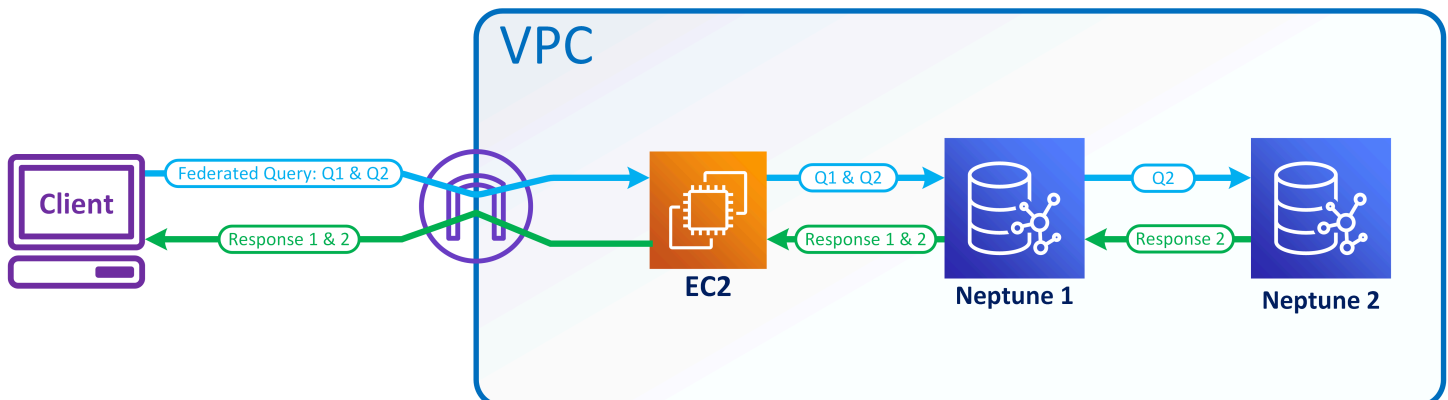 VPC
Federated Query: Q1 & Q2
Q1 & Q2
Q2
Client
Response 1 & 2
Response 1 & 2
Response 2
EC2
Neptune 1
Neptune 2